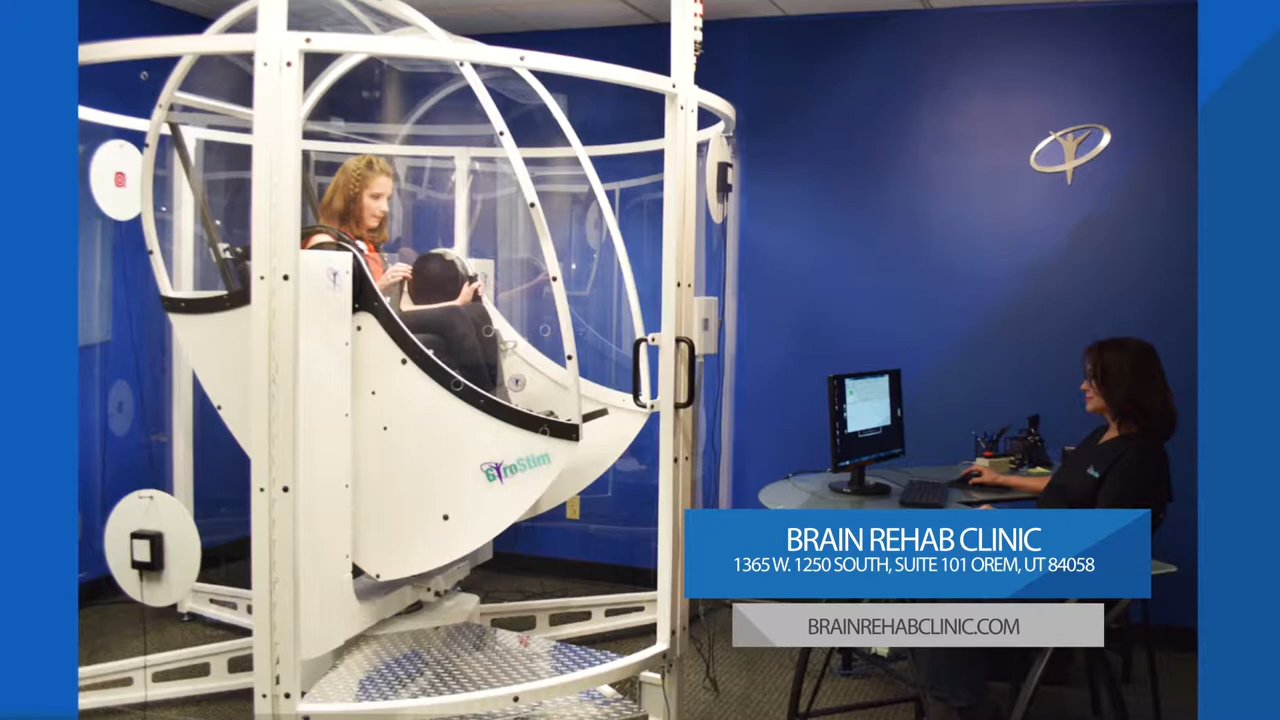 GyroStim
BRAIN REHAB CLINIC
1365 W. 1250 SOUTH, SUITE 101 OREM, UT 84058
BRAINREHABCLINIC.COM